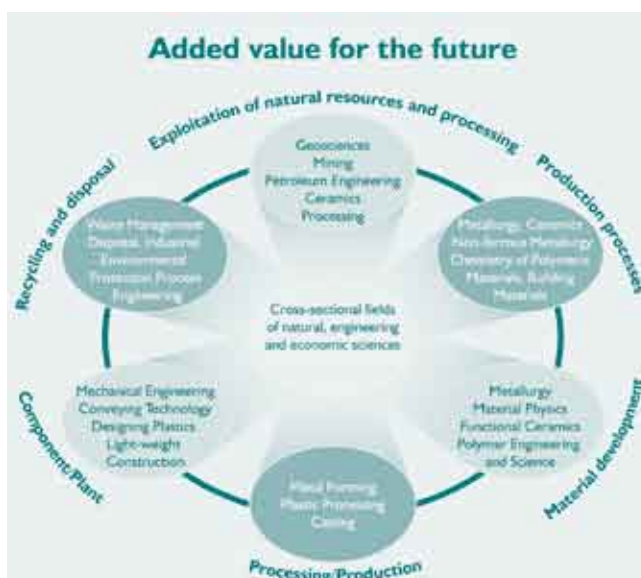 Added value for the future
Exploitation of natural resources and processing
Geosciences
Mining
Petroleum Engineering
Ceramics
Processing
Production processes
Metallurgy, Ceramics
Non-ferrous Metallurgy
Chemistry of Polymeric
Materials, Building
Materials
Material development
Metallurgy
Material Physics
Functional Ceramics
Polymer Engineering
and Science
Processing/Production
Metal Forming
Plastic Processing
Casting
Component/Plant
Mechanical Engineering
Conveying Technology
Designing Plastics
Light-weight
Construction
Recycling and disposal
Waste Management
Disposal, Industrial
Environmental
Protection Process
Engineering
Cross-sectional fields
of natural, engineering
and economic sciences